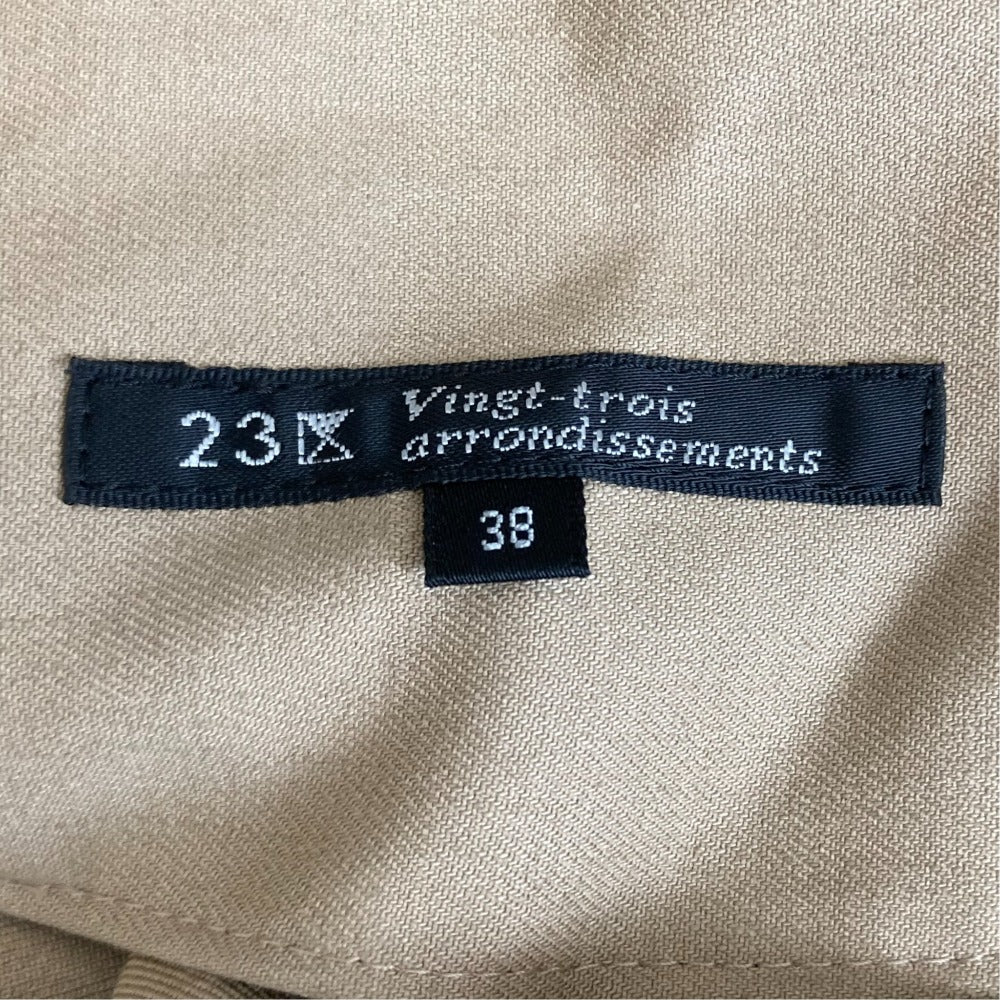 23区
Vingt-trois
arrondissements
38